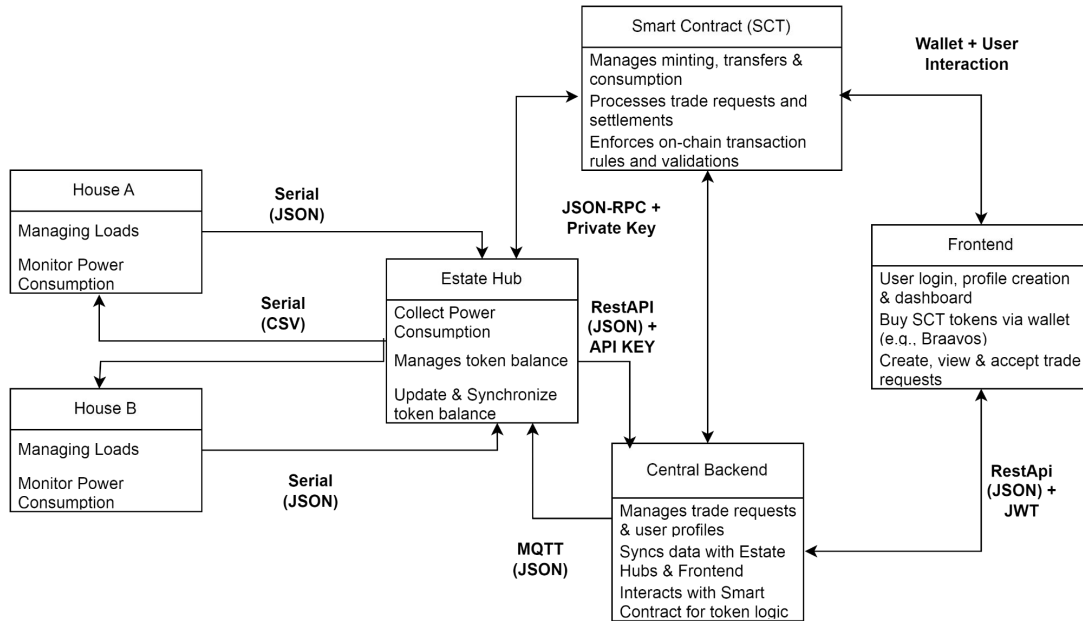 Smart Contract (SCT)
Manages minting, transfers &
consumption
Processes trade requests and
settlements
Enforces on-chain transaction
rules and validations
Wallet + User
Interaction
House A
Managing Loads
Monitor Power
Consumption
Serial
(JSON)
JSON-RPC +
Private Key
Frontend
User login, profile creation
& dashboard
Buy SCT tokens via wallet
(e.g., Braavos)
Create, view & accept trade
requests
Estate Hub
Collect Power
Consumption
Manages token balance
Update & Synchronize
token balance
Serial
(CSV)
RestAPI
(JSON) +
API KEY
House B
Managing Loads
Monitor Power
Consumption
Serial
(JSON)
Central Backend
Manages trade requests
& user profiles
Syncs data with Estate
Hubs & Frontend
Interacts with Smart
Contract for token logic
MQTT
(JSON)
RestApi
(JSON) +
JWT